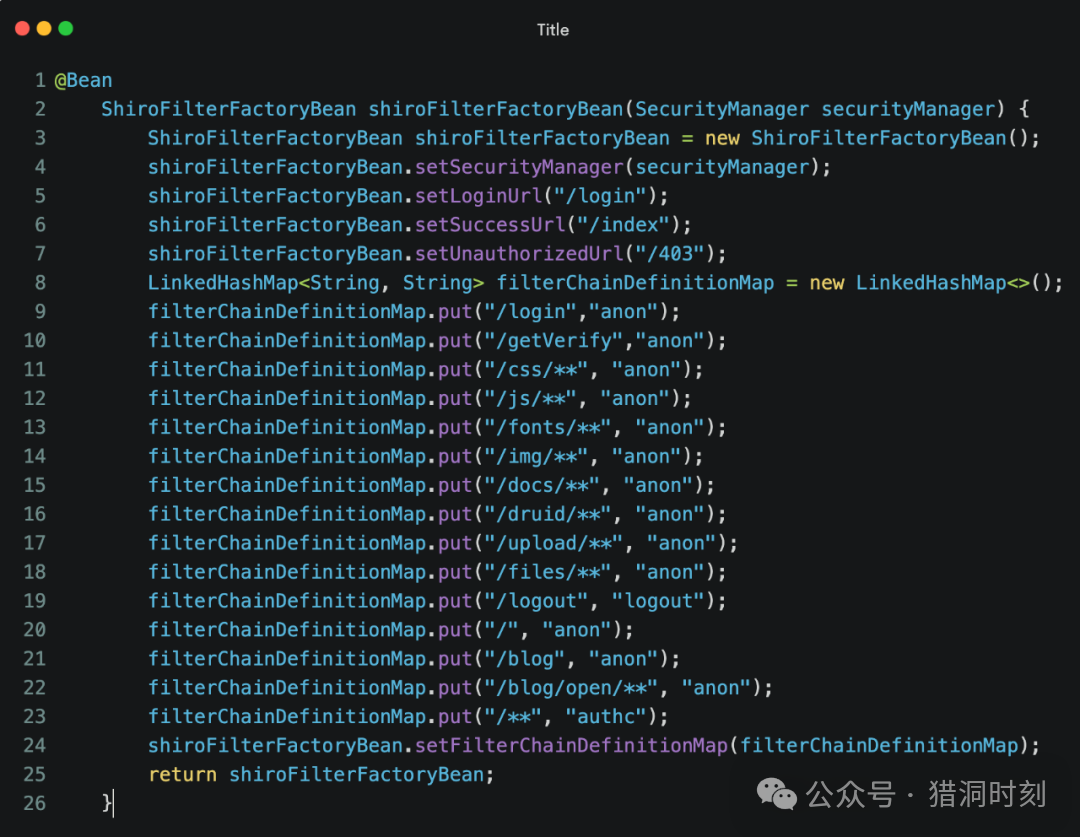 Title
1 @Bean
2     ShiroFilterFactoryBean shiroFilterFactoryBean(SecurityManager securityManager) {
3         ShiroFilterFactoryBean shiroFilterFactoryBean = new ShiroFilterFactoryBean();
4         shiroFilterFactoryBean.setSecurityManager(securityManager);
5         shiroFilterFactoryBean.setLoginUrl("/login");
6         shiroFilterFactoryBean.setSuccessUrl("/index");
7         shiroFilterFactoryBean.setUnauthorizedUrl("/403");
8         LinkedHashMap<String, String> filterChainDefinitionMap = new LinkedHashMap<>();
9         filterChainDefinitionMap.put("/login","anon");
10         filterChainDefinitionMap.put("/getVerify","anon");
11         filterChainDefinitionMap.put("/css/**", "anon");
12         filterChainDefinitionMap.put("/js/**", "anon");
13         filterChainDefinitionMap.put("/fonts/**", "anon");
14         filterChainDefinitionMap.put("/img/**", "anon");
15         filterChainDefinitionMap.put("/docs/**", "anon");
16         filterChainDefinitionMap.put("/druid/**", "anon");
17         filterChainDefinitionMap.put("/upload/**", "anon");
18         filterChainDefinitionMap.put("/files/**", "anon");
19         filterChainDefinitionMap.put("/logout", "logout");
20         filterChainDefinitionMap.put("/", "anon");
21         filterChainDefinitionMap.put("/blog", "anon");
22         filterChainDefinitionMap.put("/blog/open/**", "anon");
23         filterChainDefinitionMap.put("/**", "authc");
24         shiroFilterFactoryBean.setFilterChainDefinitionMap(filterChainDefinitionMap);
25         return shiroFilterFactoryBean;
26     }
公众号 · 猎洞时刻